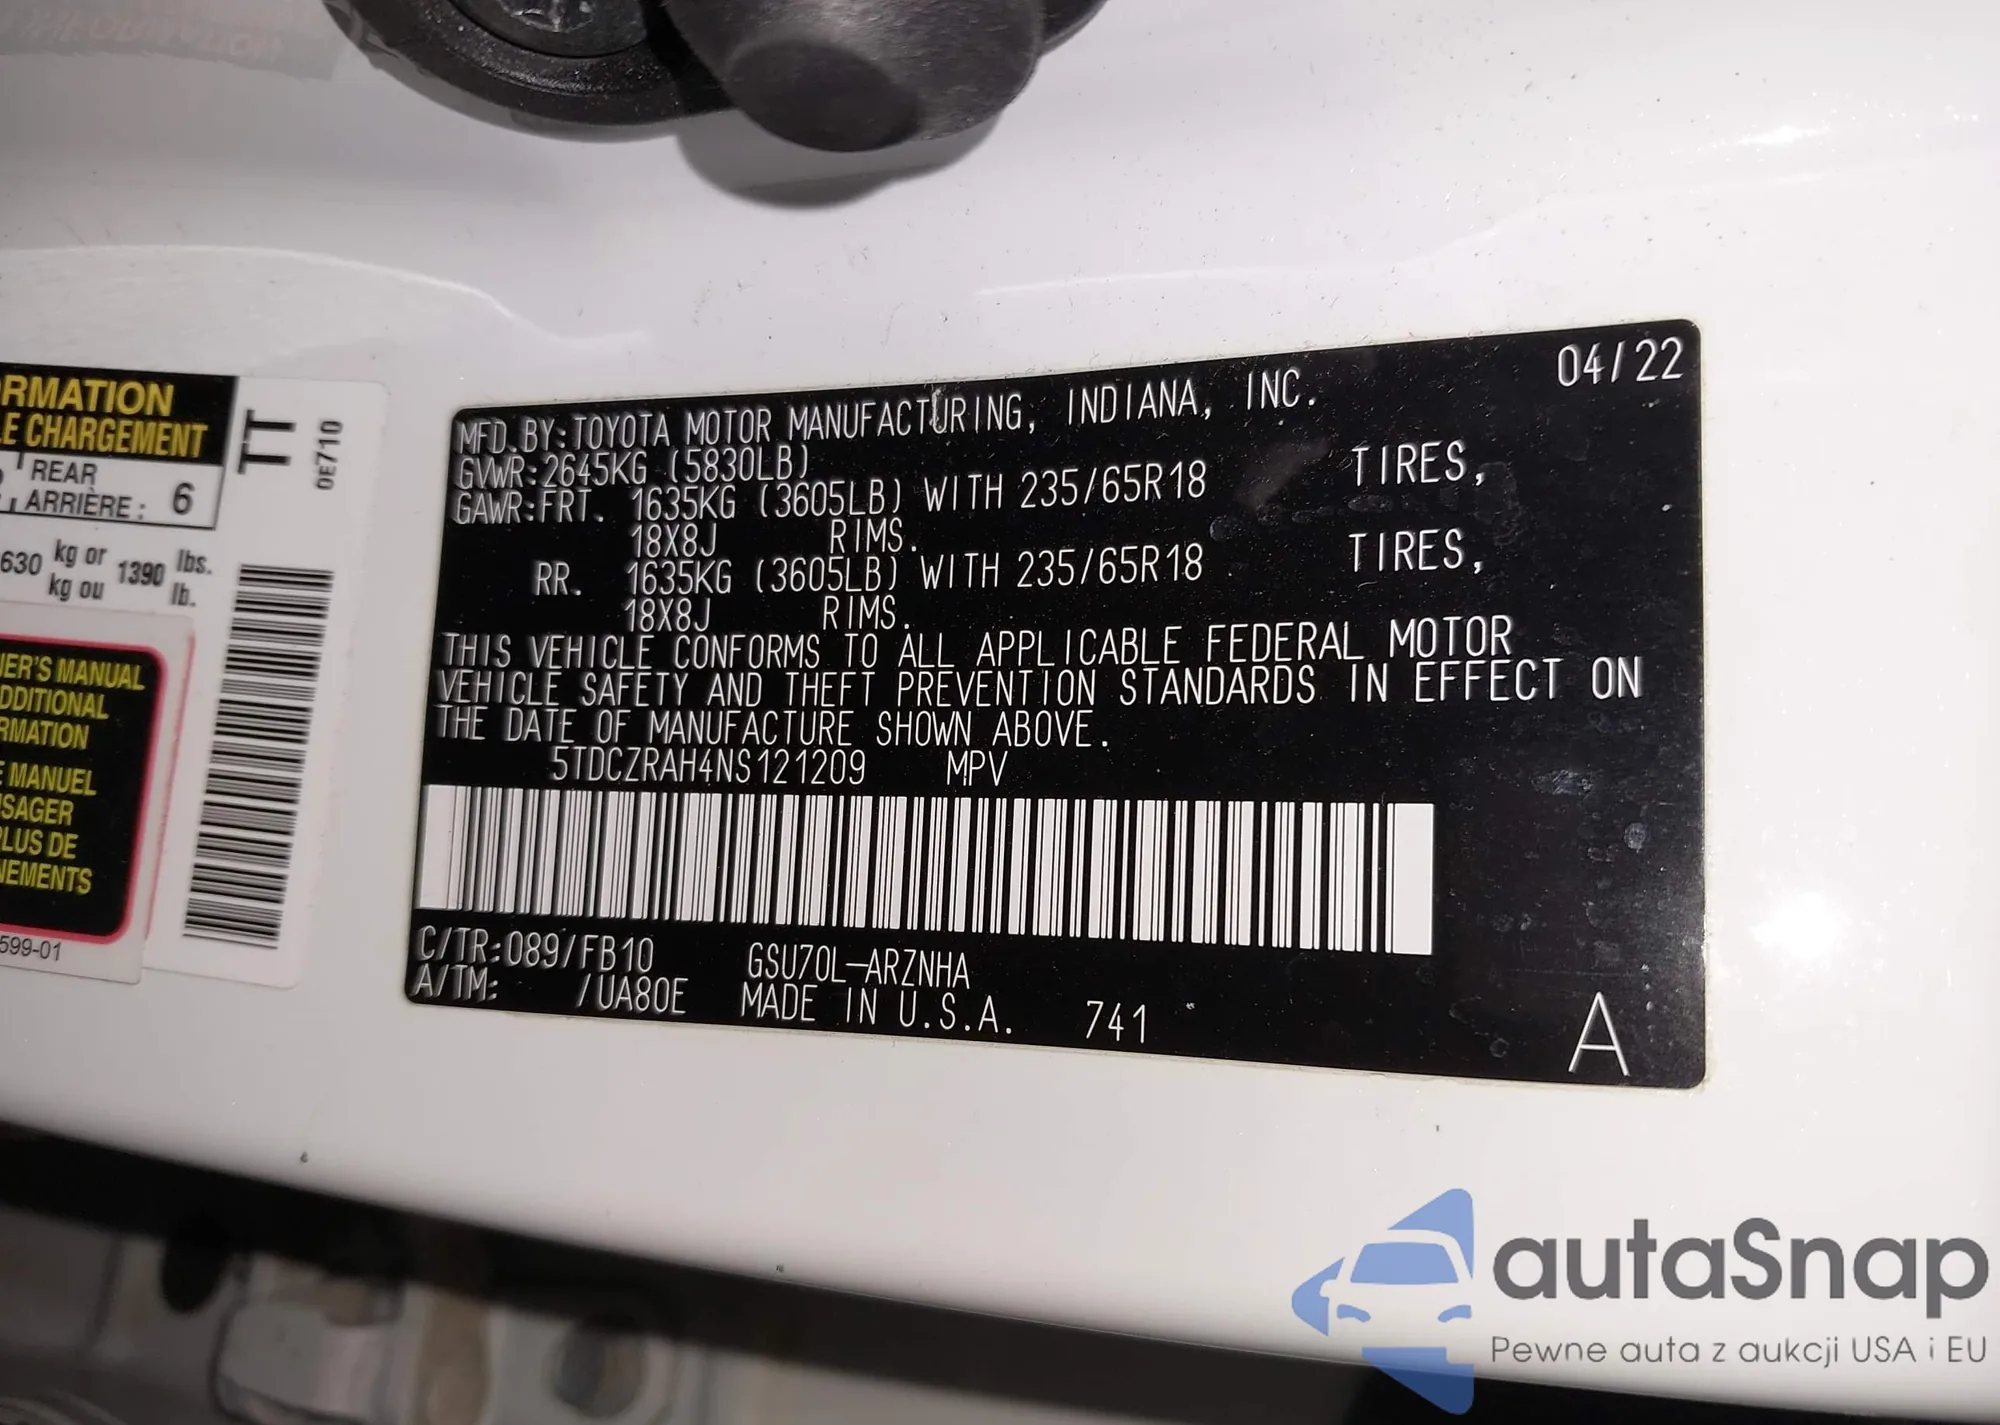 RMATION
LE CHARGEMENT
REAR
ARRIÈRE : 6
630 kg or 1390 lbs.
kg ou lb.
TT
0E710
NER'S MANUAL
DDITIONAL
RMATION
E MANUEL
SAGER
PLUS DE
NEMENTS
599-01
04/22
MFD. BY: TOYOTA MOTOR MANUFACTURING, INDIANA, INC.
GVWR: 2645KG (5830LB)
GAWR: FRT. 1635KG (3605LB) WITH 235/65R18 TIRES,
18X8J RIMS.
RR. 1635KG (3605LB) WITH 235/65R18 TIRES,
18X8J RIMS.
THIS VEHICLE CONFORMS TO ALL APPLICABLE FEDERAL MOTOR
VEHICLE SAFETY AND THEFT PREVENTION STANDARDS IN EFFECT ON
THE DATE OF MANUFACTURE SHOWN ABOVE.
5TDCZRAH4NS121209 MPV
C/TR: 089/FB10 GSU70L-ARZNHA
A/TM: /UA80E MADE IN U.S.A. 741
A
autaSnap
Pewne auta z aukcji USA i EU